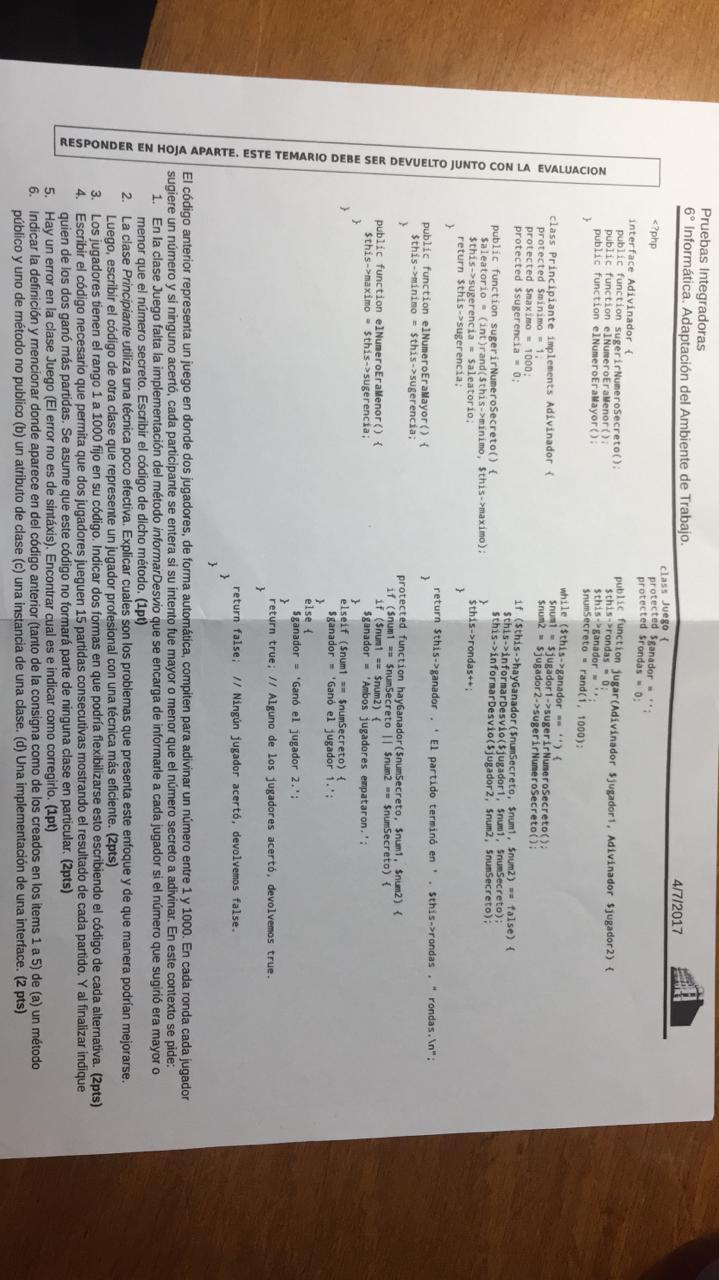 Pruebas Integradoras
6° Informática. Adaptación del Ambiente de Trabajo.
4/7/2017
<?php
interface Adivinador {
public function sugerirNumeroSecreto();
public function elNumeroEraMenor();
public function elNumeroEraMayor();
}
class Principiante implements Adivinador {
protected $minimo = 1;
protected $maximo = 1000;
protected $sugerencia = 0;
public function sugerirNumeroSecreto() {
$aleatorio = (int)rand($this->minimo, $this->maximo);
$this->sugerencia = $aleatorio;
return $this->sugerencia;
}
public function elNumeroEraMayor() {
$this->minimo = $this->sugerencia;
}
public function elNumeroEraMenor() {
$this->maximo = $this->sugerencia;
}
}
class Juego {
protected $ganador = '';
protected $rondas = 0;
public function jugar(Adivinador $jugador1, Adivinador $jugador2) {
$this->rondas = 0;
$this->ganador = '';
$numSecreto = rand(1, 1000);
while ($this->ganador == '') {
$num1 = $jugador1->sugerirNumeroSecreto();
$num2 = $jugador2->sugerirNumeroSecreto();
if ($this->hayGanador($numSecreto, $num1, $num2) == false) {
$this->informarDesvio($jugador1, $num1, $numSecreto);
$this->informarDesvio($jugador2, $num2, $numSecreto);
}
$this->rondas++;
}
return $this->ganador . ' El partido terminó en ' . $this->rondas . " rondas.\n";
}
protected function hayGanador($numSecreto, $num1, $num2) {
if ($num1 == $numSecreto || $num2 == $numSecreto) {
if ($num1 == $num2) {
$ganador = 'Ambos jugadores empataron.';
}
elseif ($num1 == $numSecreto) {
$ganador = 'Ganó el jugador 1.';
}
else {
$ganador = 'Ganó el jugador 2.';
}
return true; // Alguno de los jugadores acertó, devolvemos true.
}
return false; // Ningún jugador acertó, devolvemos false.
}
}
RESPONDER EN HOJA APARTE. ESTE TEMARIO DEBE SER DEVUELTO JUNTO CON LA EVALUACION
El código anterior representa un juego en donde dos jugadores, de forma automática, compiten para adivinar un número entre 1 y 1000. En cada ronda cada jugador
sugiere un número y si ninguno acertó, cada participante se entera si su intento fue mayor o menor que el número secreto a adivinar. En este contexto se pide:
1. En la clase Juego falta la implementación del método informarDesvio que se encarga de informarle a cada jugador si el número que sugirió era mayor o
menor que el número secreto. Escribir el código de dicho método. (1pt)
2. La clase Principiante utiliza una técnica poco efectiva. Explicar cuales son los problemas que presenta este enfoque y de que manera podrían mejorarse.
Luego, escribir el código de otra clase que represente un jugador profesional con una técnica más eficiente. (2pts)
3. Los jugadores tienen el rango 1 a 1000 fijo en su código. Indicar dos formas en que podría flexibilizarse esto escribiendo el código de cada alternativa. (2pts)
4. Escribir el código necesario que permita que dos jugadores jueguen 15 partidas consecutivas mostrando el resultado de cada partido. Y al finalizar indique
quien de los dos ganó más partidas. Se asume que este código no formará parte de ninguna clase en particular. (2pts)
5. Hay un error en la clase Juego (El error no es de sintáxis). Encontrar cual es e indicar como corregirlo. (1pt)
6. Indicar la definición y mencionar donde aparece en del código anterior (tanto de la consigna como de los creados en los items 1 a 5) de (a) un método
público y uno de método no publico (b) un atributo de clase (c) una instancia de una clase. (d) Una implementación de una interface. (2 pts)